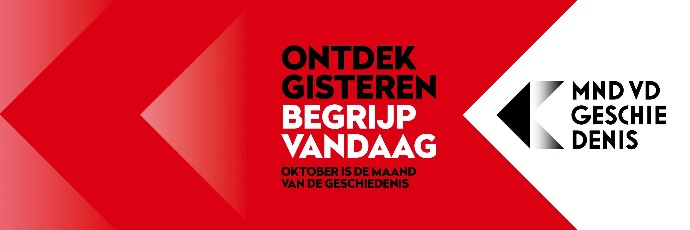 ONTDEK
GISTEREN
BEGRIJP
VANDAAG
OKTOBER IS DE MAAND
VAN DE GESCHIEDENIS
MND VD
GESCHIE
DENIS